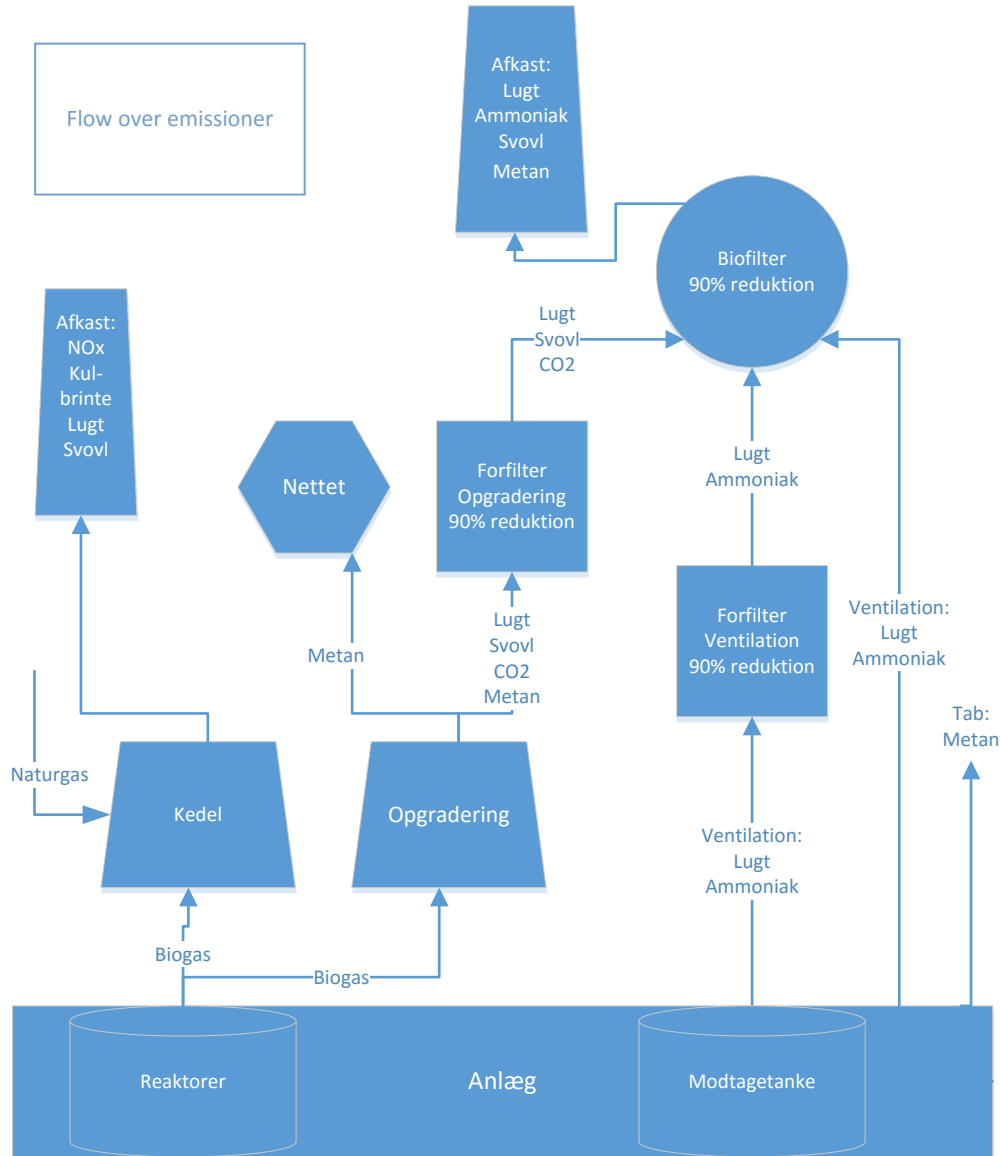 Flow over emissioner
Afkast:
Lugt
Ammoniak
Svovl
Metan
Biofilter
90% reduktion
Lugt
Svovl
CO2
Afkast:
NOx
Kul-
brinte
Lugt
Svovl
Nettet
Forfilter
Opgradering
90% reduktion
Lugt
Ammoniak
Forfilter
Ventilation
90% reduktion
Ventilation:
Lugt
Ammoniak
Metan
Lugt
Svovl
CO2
Metan
Tab:
Metan
Naturgas
Kedel
Opgradering
Ventilation:
Lugt
Ammoniak
Biogas
Biogas
Reaktorer
Anlæg
Modtagetanke